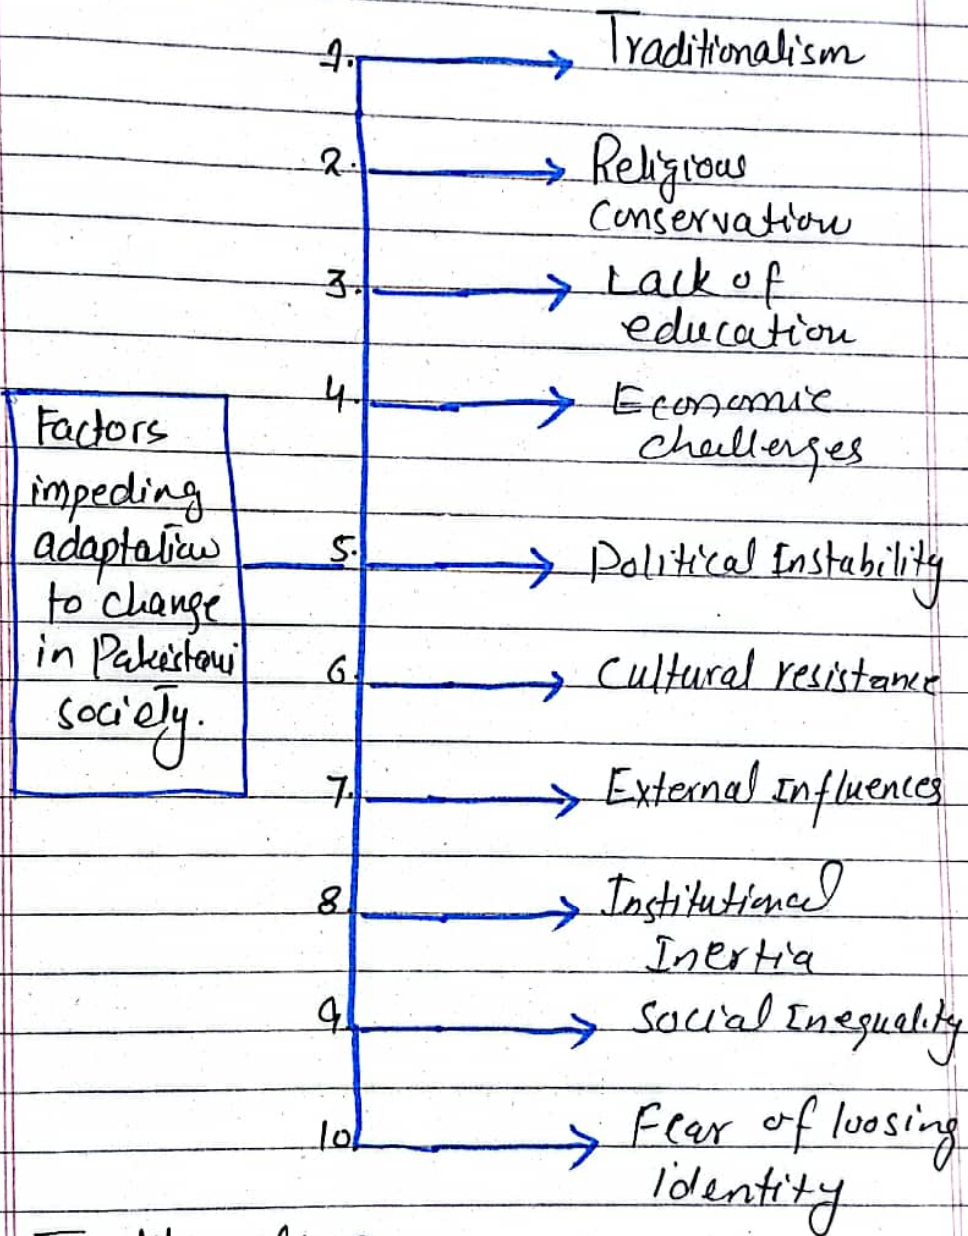 1. Traditionalism
2. Religious
Conservation
3. Lack of
education
4. Economic
challenges
Factors
impeding
adaptation
to change
in Pakistani
society.
5. Political Instability
6. Cultural resistance
7. External Influences
8. Institutional
Inertia
9 Social Inequality
10 Fear of loosing
identity